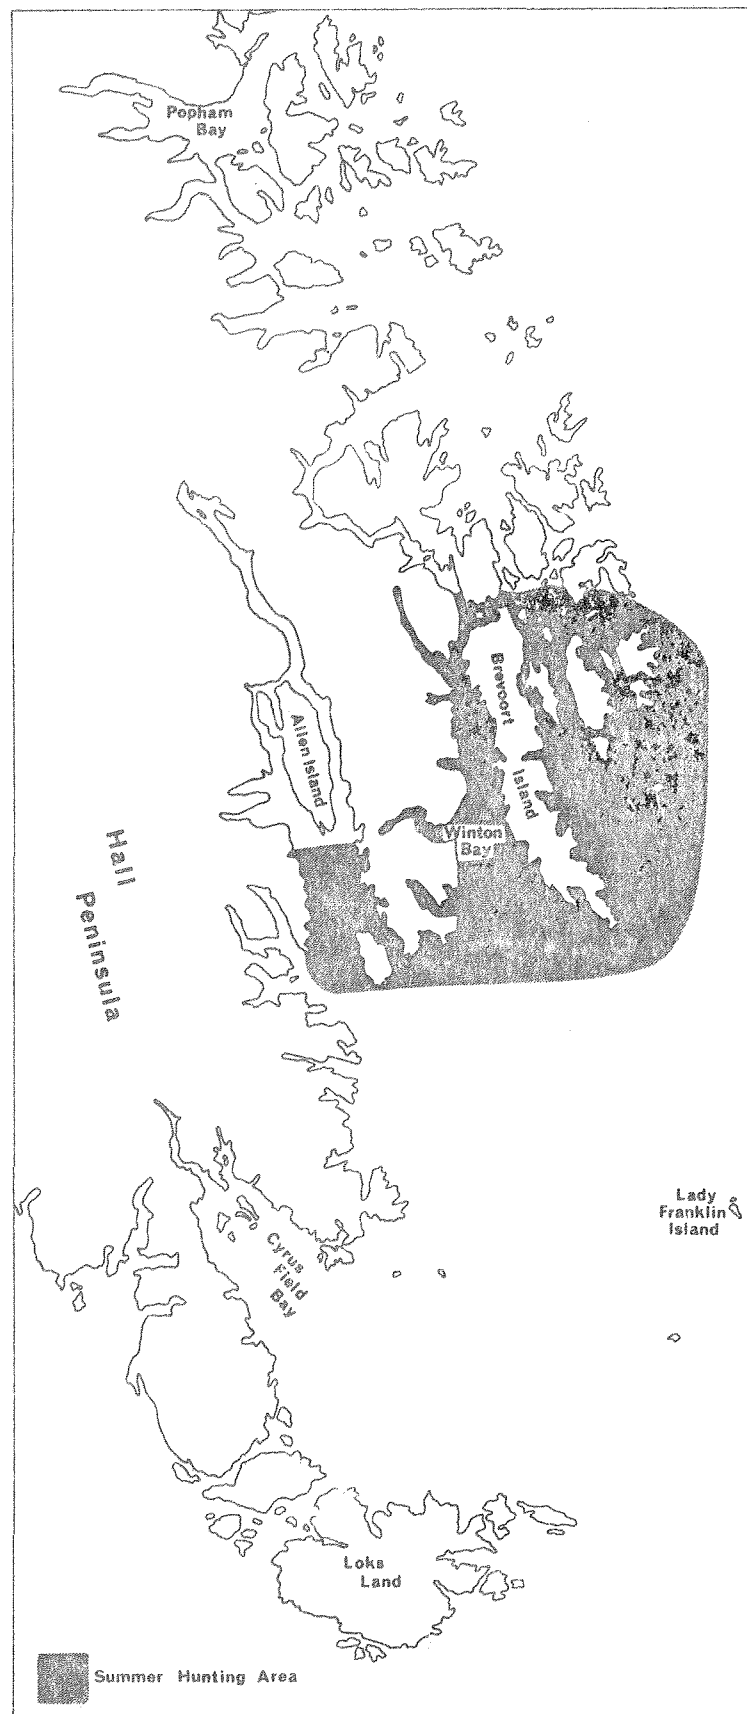 Popham
Bay
Brevoort
Island
Allen Island
Winton
Bay
Hall
Peninsula
Lady
Franklin
Island
Cyrus
Field
Bay
Loks
Land
Summer Hunting Area